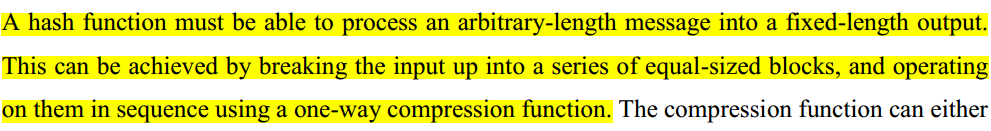 A hash function must be able to process an arbitrary-length message into a fixed-length output.
This can be achieved by breaking the input up into a series of equal-sized blocks, and operating
on them in sequence using a one-way compression function. The compression function can either